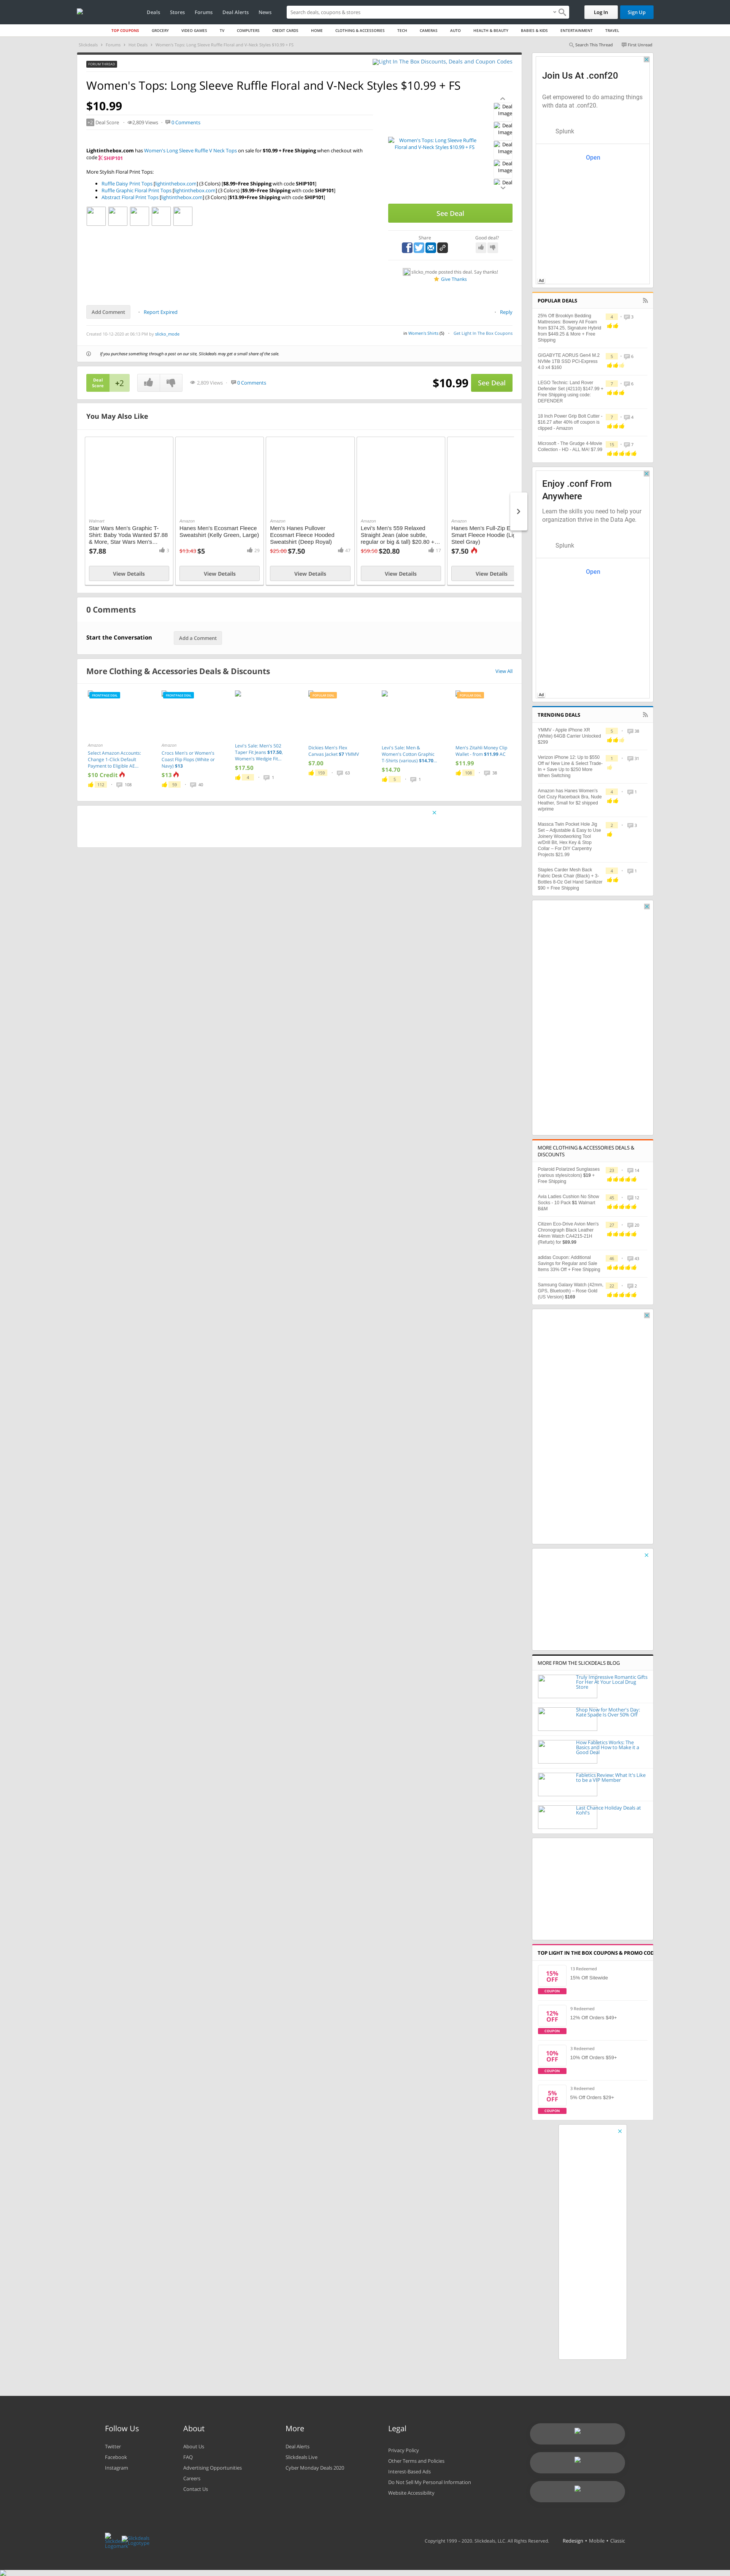 Deals Stores Forums Deal Alerts News
Search deals, coupons & stores
Log In
Sign Up
TOP COUPONS GROCERY VIDEO GAMES TV COMPUTERS CREDIT CARDS HOME CLOTHING & ACCESSORIES TECH CAMERAS AUTO HEALTH & BEAUTY BABIES & KIDS ENTERTAINMENT TRAVEL
Slickdeals > Forums > Hot Deals > Women's Tops: Long Sleeve Ruffle Floral and V-Neck Styles $10.99 + FS
Search This Thread
First Unread
FORUM THREAD
Light In The Box Discounts, Deals and Coupon Codes
Women's Tops: Long Sleeve Ruffle Floral and V-Neck Styles $10.99 + FS
$10.99
+2 Deal Score
2,809 Views
0 Comments
Lightinthebox.com has Women's Long Sleeve Ruffle V Neck Tops on sale for $10.99 + Free Shipping when checkout with code SHIP101
More Stylish Floral Print Tops:
Ruffle Daisy Print Tops [lightinthebox.com] (3 Colors) [$8.99+Free Shipping with code SHIP101]
Ruffle Graphic Floral Print Tops [lightinthebox.com] (3 Colors) [$9.99+Free Shipping with code SHIP101]
Abstract Floral Print Tops [lightinthebox.com] (3 Colors) [$13.99+Free Shipping with code SHIP101]
Women's Tops: Long Sleeve Ruffle Floral and V-Neck Styles $10.99 + FS
Deal Image
Deal Image
Deal Image
Deal Image
Deal
See Deal
Share
Good deal?
slicko_mode posted this deal. Say thanks!
Give Thanks
Add Comment
Report Expired
Reply
Created 10-12-2020 at 06:13 PM by slicko_mode
in Women's Shirts (5)
Get Light In The Box Coupons
If you purchase something through a post on our site, Slickdeals may get a small share of the sale.
Deal Score +2
2,809 Views
0 Comments
$10.99
See Deal
You May Also Like
Star Wars Men's Graphic T-Shirt: Baby Yoda Wanted $7.88 & More, Star Wars Men's...
$7.88
3
View Details
Amazon
Hanes Men's Ecosmart Fleece Sweatshirt (Kelly Green, Large)
$13.43 $5
29
View Details
Amazon
Men's Hanes Pullover Ecosmart Fleece Hooded Sweatshirt (Deep Royal)
$25.00 $7.50
47
View Details
Amazon
Levi's Men's 559 Relaxed Straight Jean (aloe subtle, regular or big & tall) $20.80 +...
$59.50 $20.80
17
View Details
Amazon
Hanes Men's Full-Zip E
Smart Fleece Hoodie (Lig
Steel Gray)
$7.50
View Details
0 Comments
Start the Conversation
Add a Comment
More Clothing & Accessories Deals & Discounts
View All
FRONTPAGE DEAL
Amazon
Select Amazon Accounts: Change 1-Click Default Payment to Eligible AE...
$10 Credit
112
108
FRONTPAGE DEAL
Amazon
Crocs Men's or Women's Coast Flip Flops (White or Navy) $13
$13
59
40
Levi's Sale: Men's 502 Taper Fit Jeans $17.50, Women's Wedgie Fit...
$17.50
4
1
POPULAR DEAL
Dickies Men's Flex Canvas Jacket $7 YMMV
$7.00
159
63
Levi's Sale: Men & Women's Cotton Graphic T-Shirts (various) $14.70...
$14.70
5
1
POPULAR DEAL
Men's Zitahli Money Clip Wallet - from $11.99 AC
$11.99
108
38
Join Us At .conf20
Get empowered to do amazing things with data at .conf20.
Splunk
Open
Ad
POPULAR DEALS
25% Off Brooklyn Bedding Mattresses: Bowery All Foam from $374.25, Signature Hybrid from $449.25 & More + Free Shipping
4
3
GIGABYTE AORUS Gen4 M.2 NVMe 1TB SSD PCI-Express 4.0 x4 $160
5
6
LEGO Technic: Land Rover Defender Set (42110) $147.99 + Free Shipping using code: DEFENDER
7
6
18 Inch Power Grip Bolt Cutter - $16.27 after 40% off coupon is clipped - Amazon
7
4
Microsoft - The Grudge 4-Movie Collection - HD - ALL MA! $7.99
15
7
Enjoy .conf From Anywhere
Learn the skills you need to help your organization thrive in the Data Age.
Splunk
Open
Ad
TRENDING DEALS
YMMV - Apple iPhone XR (White) 64GB Carrier Unlocked $299
5
38
Verizon iPhone 12: Up to $550 Off w/ New Line & Select Trade-In + Save Up to $250 More When Switching
1
31
Amazon has Hanes Women's Get Cozy Racerback Bra, Nude Heather, Small for $2 shipped w/prime
4
1
Massca Twin Pocket Hole Jig Set – Adjustable & Easy to Use Joinery Woodworking Tool w/Drill Bit, Hex Key & Stop Collar – For DIY Carpentry Projects $21.99
2
3
Staples Carder Mesh Back Fabric Desk Chair (Black) + 3-Bottles 8-Oz Gel Hand Sanitizer $90 + Free Shipping
4
1
MORE CLOTHING & ACCESSORIES DEALS & DISCOUNTS
Polaroid Polarized Sunglasses (various styles/colors) $19 + Free Shipping
23
14
Avia Ladies Cushion No Show Socks - 10 Pack $1 Walmart B&M
40
12
Citizen Eco-Drive Avion Men's Chronograph Black Leather 44mm Watch CA4215-21H (Refurb) for $89.99
27
20
adidas Coupon: Additional Savings for Regular and Sale Items 33% Off + Free Shipping
46
43
Samsung Galaxy Watch (42mm, GPS, Bluetooth) – Rose Gold (US Version) $169
22
2
MORE FROM THE SLICKDEALS BLOG
Truly Impressive Romantic Gifts For Her At Your Local Drug Store
Shop Now for Mother's Day: Kate Spade Is Over 50% Off
How Fabletics Works: The Basics and How to Make it a Good Deal
Fabletics Review: What It's Like to be a VIP Member
Last Chance Holiday Deals at Kohl's
TOP LIGHT IN THE BOX COUPONS & PROMO COD
15% OFF
COUPON
13 Redeemed
15% Off Sitewide
12% OFF
COUPON
9 Redeemed
12% Off Orders $49+
10% OFF
COUPON
3 Redeemed
10% Off Orders $59+
5% OFF
COUPON
3 Redeemed
5% Off Orders $29+
Follow Us
Twitter
Facebook
Instagram
About
About Us
FAQ
Advertising Opportunities
Careers
Contact Us
More
Deal Alerts
Slickdeals Live
Cyber Monday Deals 2020
Legal
Privacy Policy
Other Terms and Policies
Interest-Based Ads
Do Not Sell My Personal Information
Website Accessibility
Copyright 1999 – 2020. Slickdeals, LLC. All Rights Reserved.
Redesign • Mobile • Classic